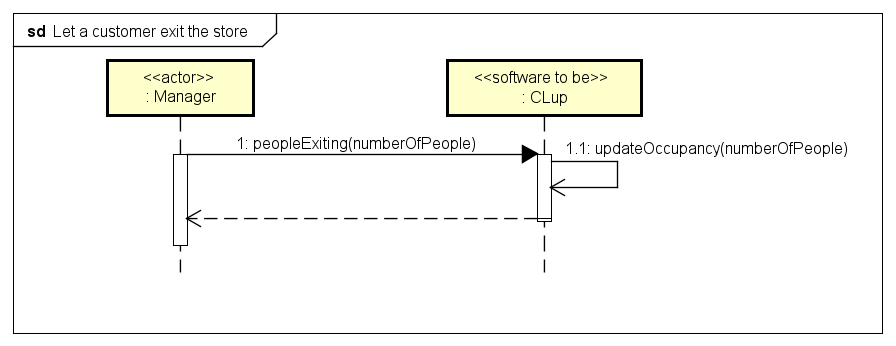 sd Let a customer exit the store
<<actor>>
: Manager
<<software to be>>
: CLup
1: peopleExiting(numberOfPeople)
1.1: updateOccupancy(numberOfPeople)